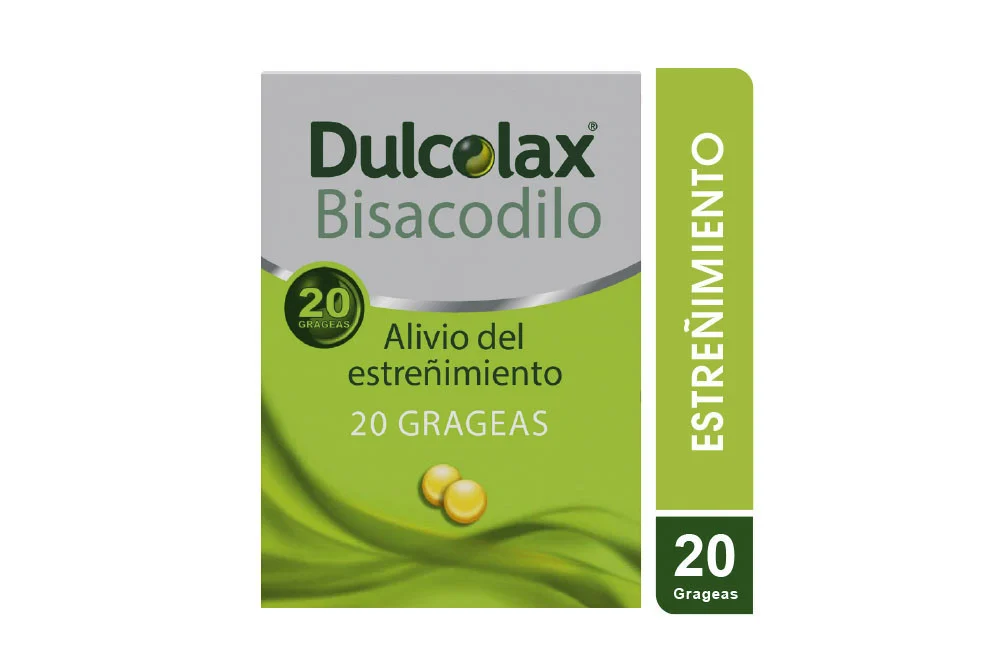 Dulcolax®
Bisacodilo
20
GRAGEAS
Alivio del
estreñimiento
20 GRAGEAS
ESTREÑIMIENTO
20
Grageas